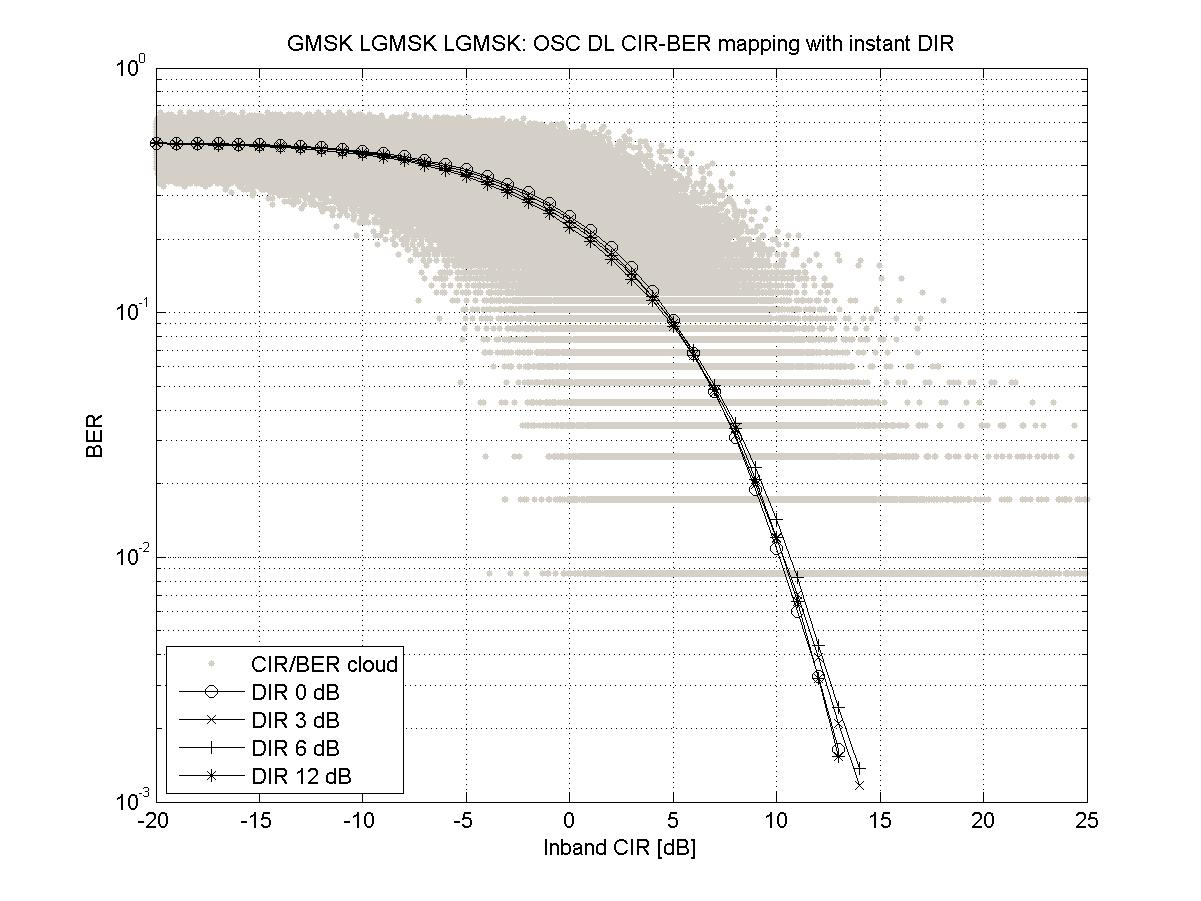 GMSK LGMSK LGMSK: OSC DL CIR-BER mapping with instant DIR
10^0
10^-1
10^-2
10^-3
BER
CIR/BER cloud
DIR 0 dB
DIR 3 dB
DIR 6 dB
DIR 12 dB
-20 -15 -10 -5 0 5 10 15 20 25
Inband CIR [dB]